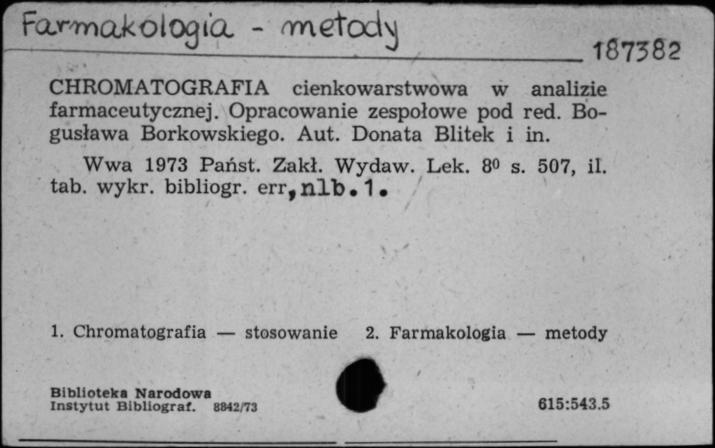 Farmakologia - metody
187382
CHROMATOGRAFIA cienkowarstwowa w analizie
farmaceutycznej. Opracowanie zespołowe pod red. Bo-
gusława Borkowskiego. Aut. Donata Blitek i in.
Wwa 1973 Państ. Zakł. Wydaw. Lek. 8⁰ s. 507, il.
tab. wykr. bibliogr. err, nlb.1.
1. Chromatografia — stosowanie 2. Farmakologia — metody
Biblioteka Narodowa
Instytut Bibliograf. 8842/73
615:543.5